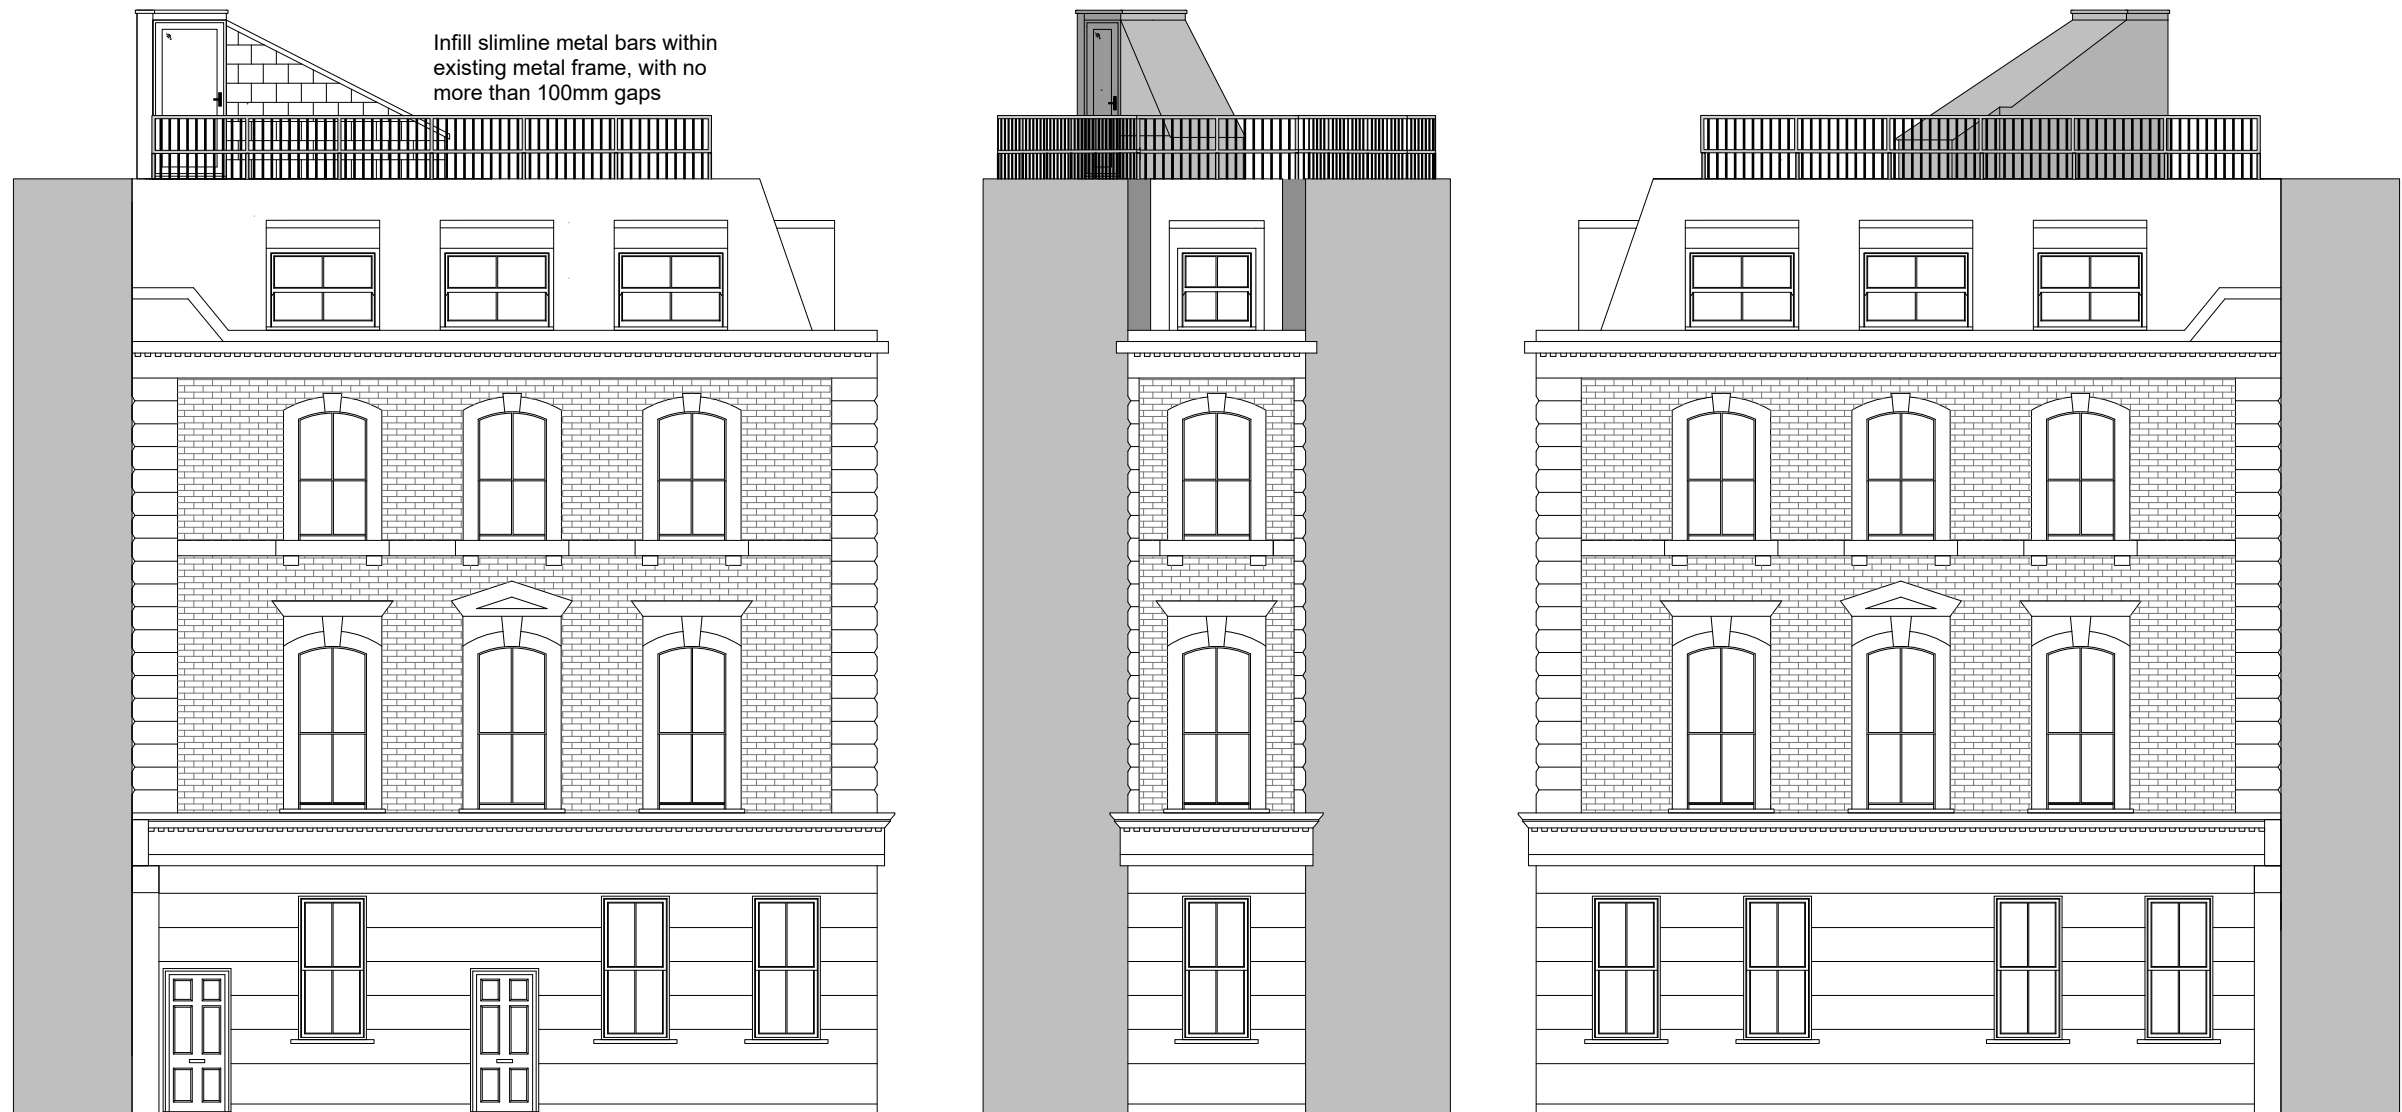 Infill slimline metal bars within
existing metal frame, with no
more than 100mm gaps